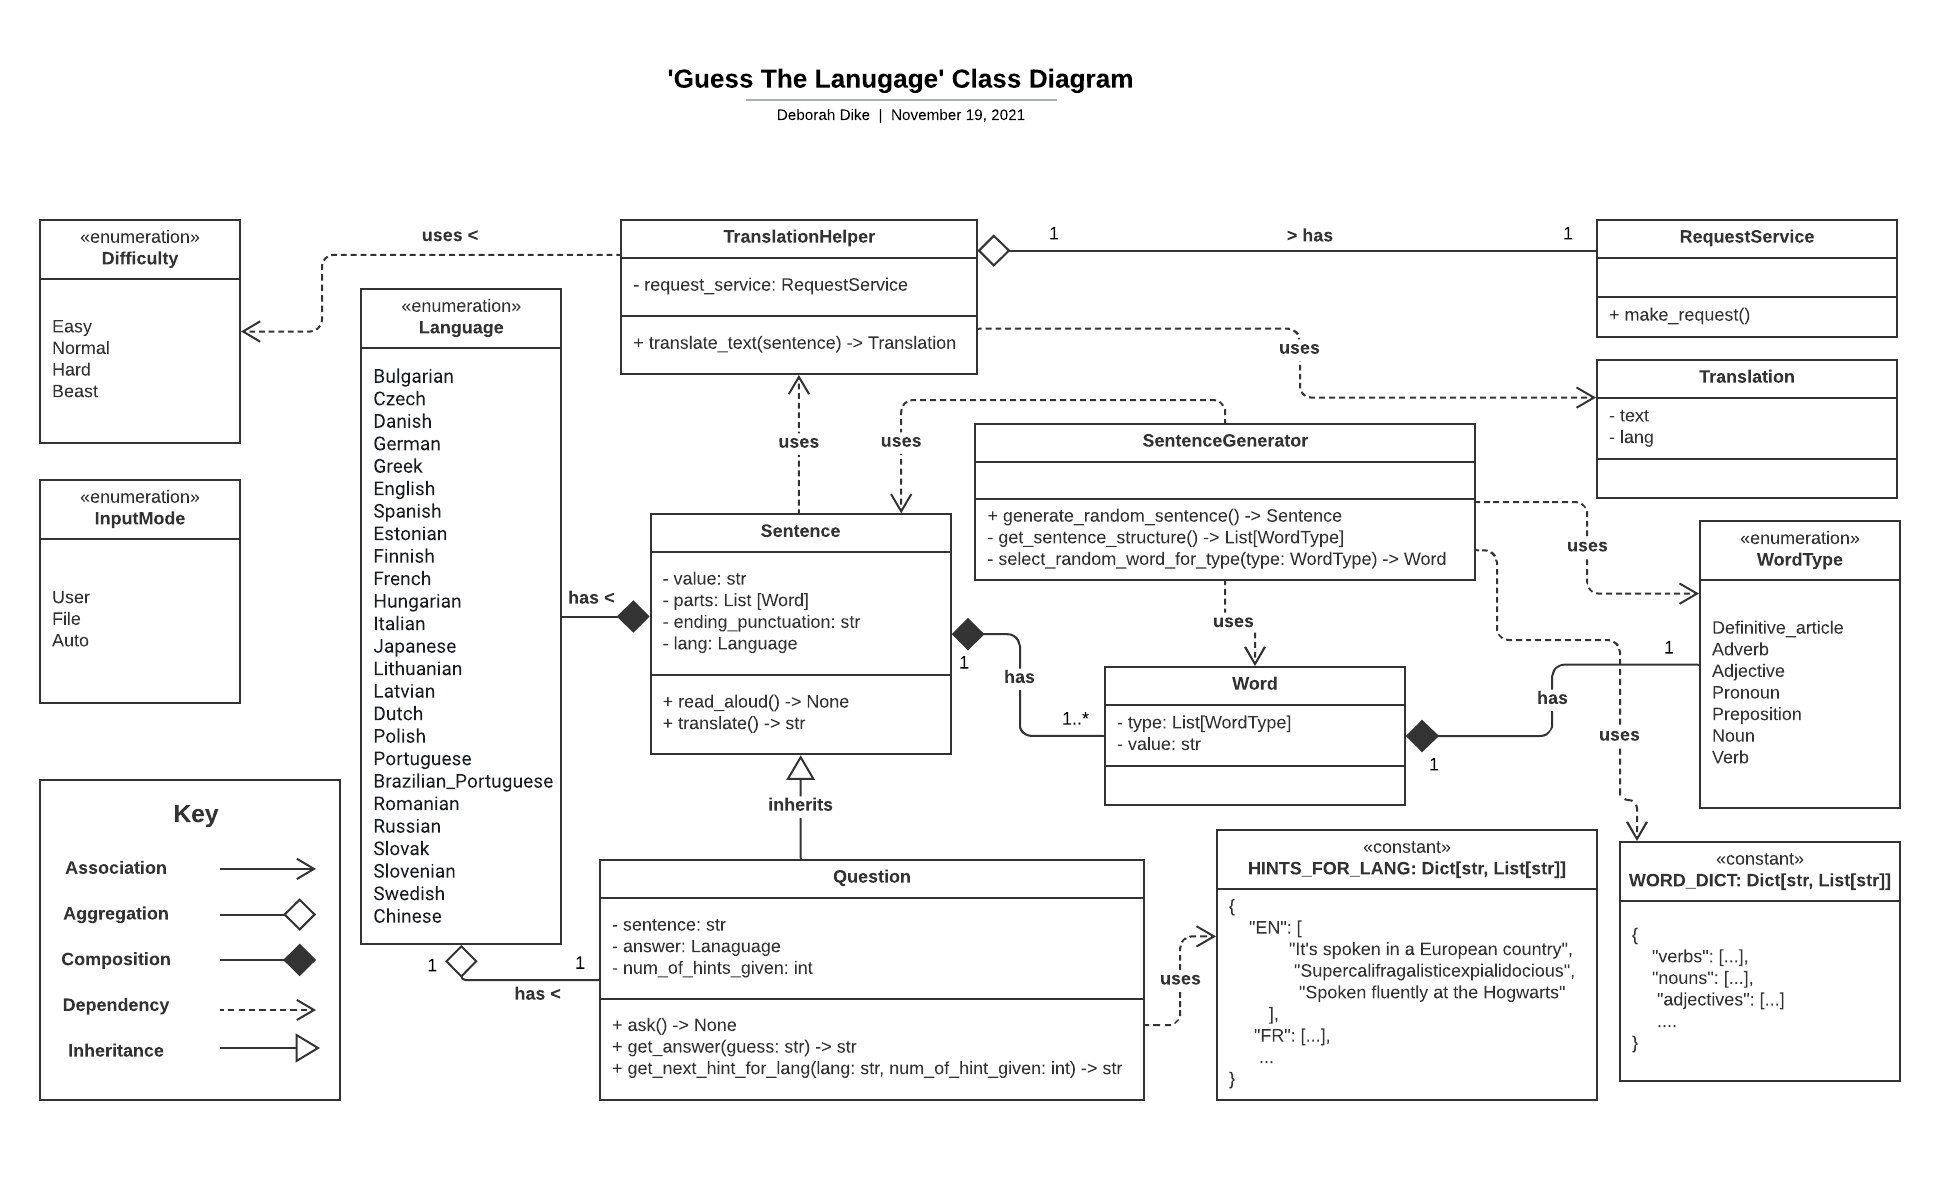 'Guess The Lanugage' Class Diagram
Deborah Dike | November 19, 2021
«enumeration»
Difficulty
Easy
Normal
Hard
Beast
uses <
TranslationHelper
- request_service: RequestService
+ translate_text(sentence) -> Translation
1
> has
1
RequestService
+ make_request()
uses
Translation
- text
- lang
«enumeration»
InputMode
User
File
Auto
«enumeration»
Language
Bulgarian
Czech
Danish
German
Greek
English
Spanish
Estonian
Finnish
French
Hungarian
Italian
Japanese
Lithuanian
Latvian
Dutch
Polish
Portuguese
Brazilian_Portuguese
Romanian
Russian
Slovak
Slovenian
Swedish
Chinese
uses
uses
SentenceGenerator
+ generate_random_sentence() -> Sentence
- get_sentence_structure() -> List[WordType]
- select_random_word_for_type(type: WordType) -> Word
has <
Sentence
- value: str
- parts: List [Word]
- ending_punctuation: str
- lang: Language
+ read_aloud() -> None
+ translate() -> str
1
has
1..*
uses
Word
- type: List[WordType]
- value: str
1
has
1
uses
uses
«enumeration»
WordType
Definitive_article
Adverb
Adjective
Pronoun
Preposition
Noun
Verb
inherits
Key
Association
Aggregation
Composition
Dependency
Inheritance
1
has <
1
Question
- sentence: str
- answer: Lanaguage
- num_of_hints_given: int
+ ask() -> None
+ get_answer(guess: str) -> str
+ get_next_hint_for_lang(lang: str, num_of_hint_given: int) -> str
uses
«constant»
HINTS_FOR_LANG: Dict[str, List[str]]
{
"EN": [
"It's spoken in a European country",
"Supercalifragalisticexpialidocious",
"Spoken fluently at the Hogwarts"
],
"FR": [...],
...
}
«constant»
WORD_DICT: Dict[str, List[str]]
{
"verbs": [...],
"nouns": [...],
"adjectives": [...]
....
}